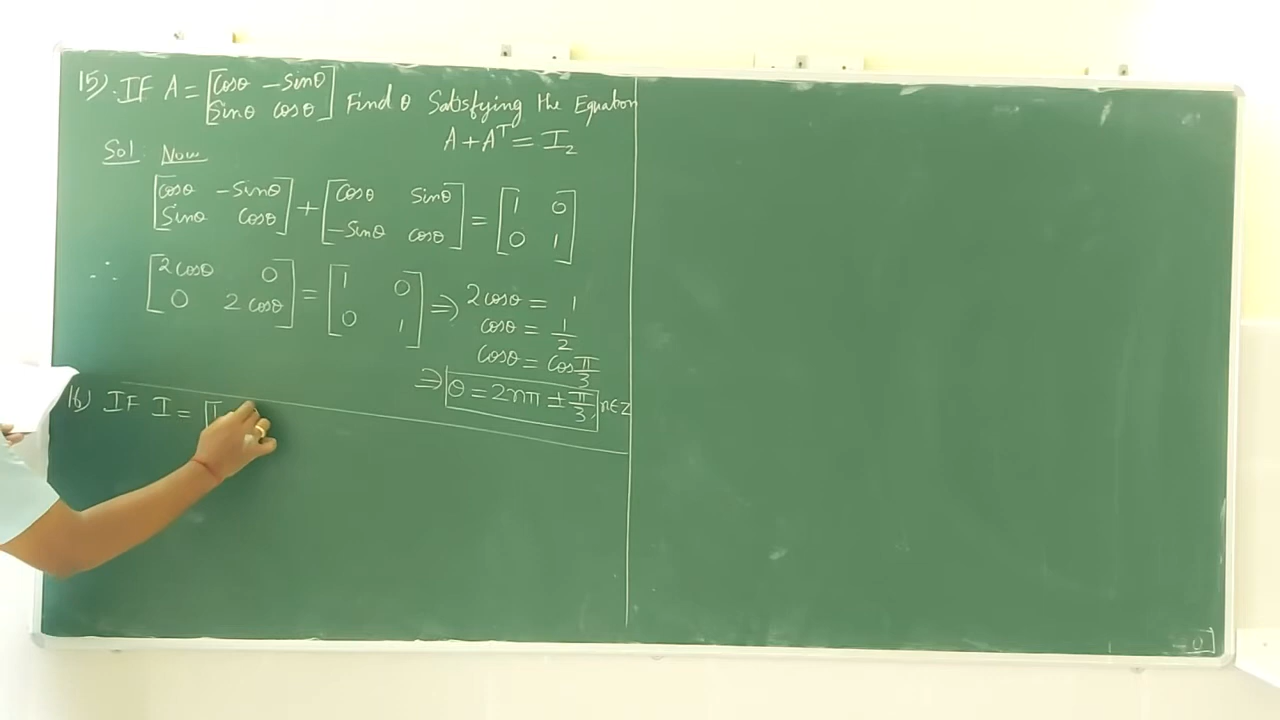 15) IF A = [cosθ -sinθ
Sinθ cosθ] Find θ Satisfying the Equation
A + Aᵀ = I₂
Sol: Now
[cosθ -Sinθ
Sinθ cosθ] + [cosθ sinθ
-Sinθ cosθ] = [1 0
0 1]
∴ [2cosθ 0
0 2cosθ] = [1 0
0 1] ⇒ 2cosθ = 1
cosθ = 1/2
cosθ = cos π/3
⇒ θ = 2nπ ± π/3, n∈Z
16) IF I = [1